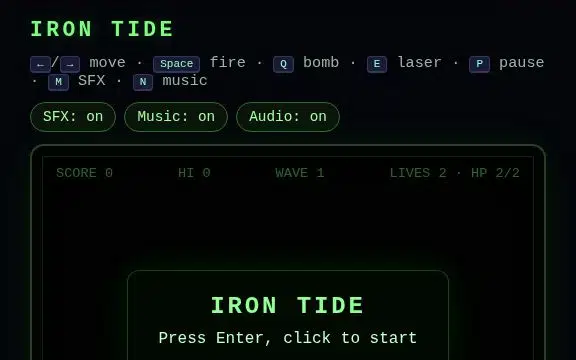 IRON TIDE
←/→ move · Space fire · Q bomb · E laser · P pause
· M SFX · N music
SFX: on Music: on Audio: on
SCORE 0 HI 0 WAVE 1 LIVES 2 · HP 2/2
IRON TIDE
Press Enter, click to start